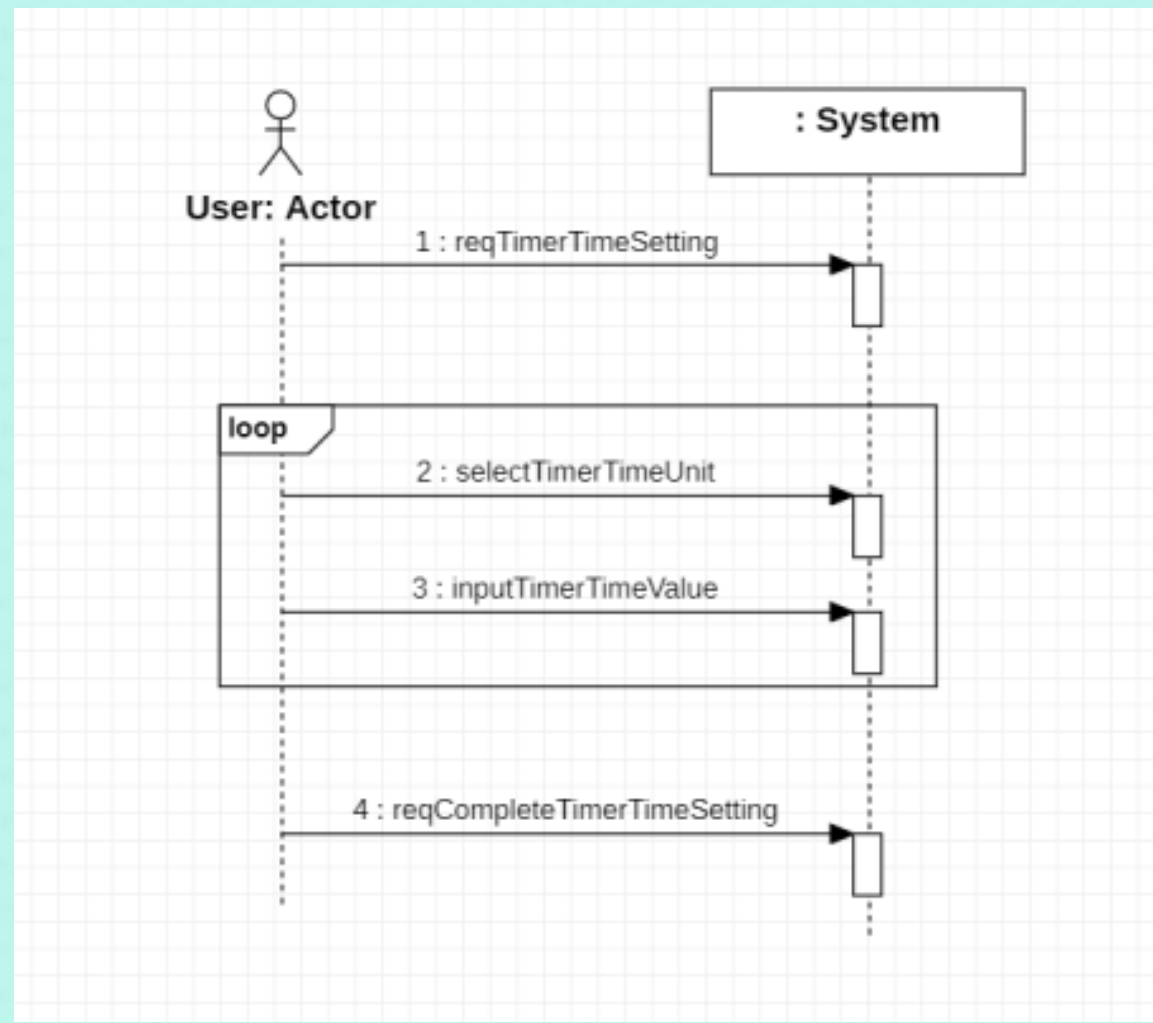 : System
User: Actor
1 : reqTimerTimeSetting
loop
2 : selectTimerTimeUnit
3 : inputTimerTimeValue
4 : reqCompleteTimerTimeSetting